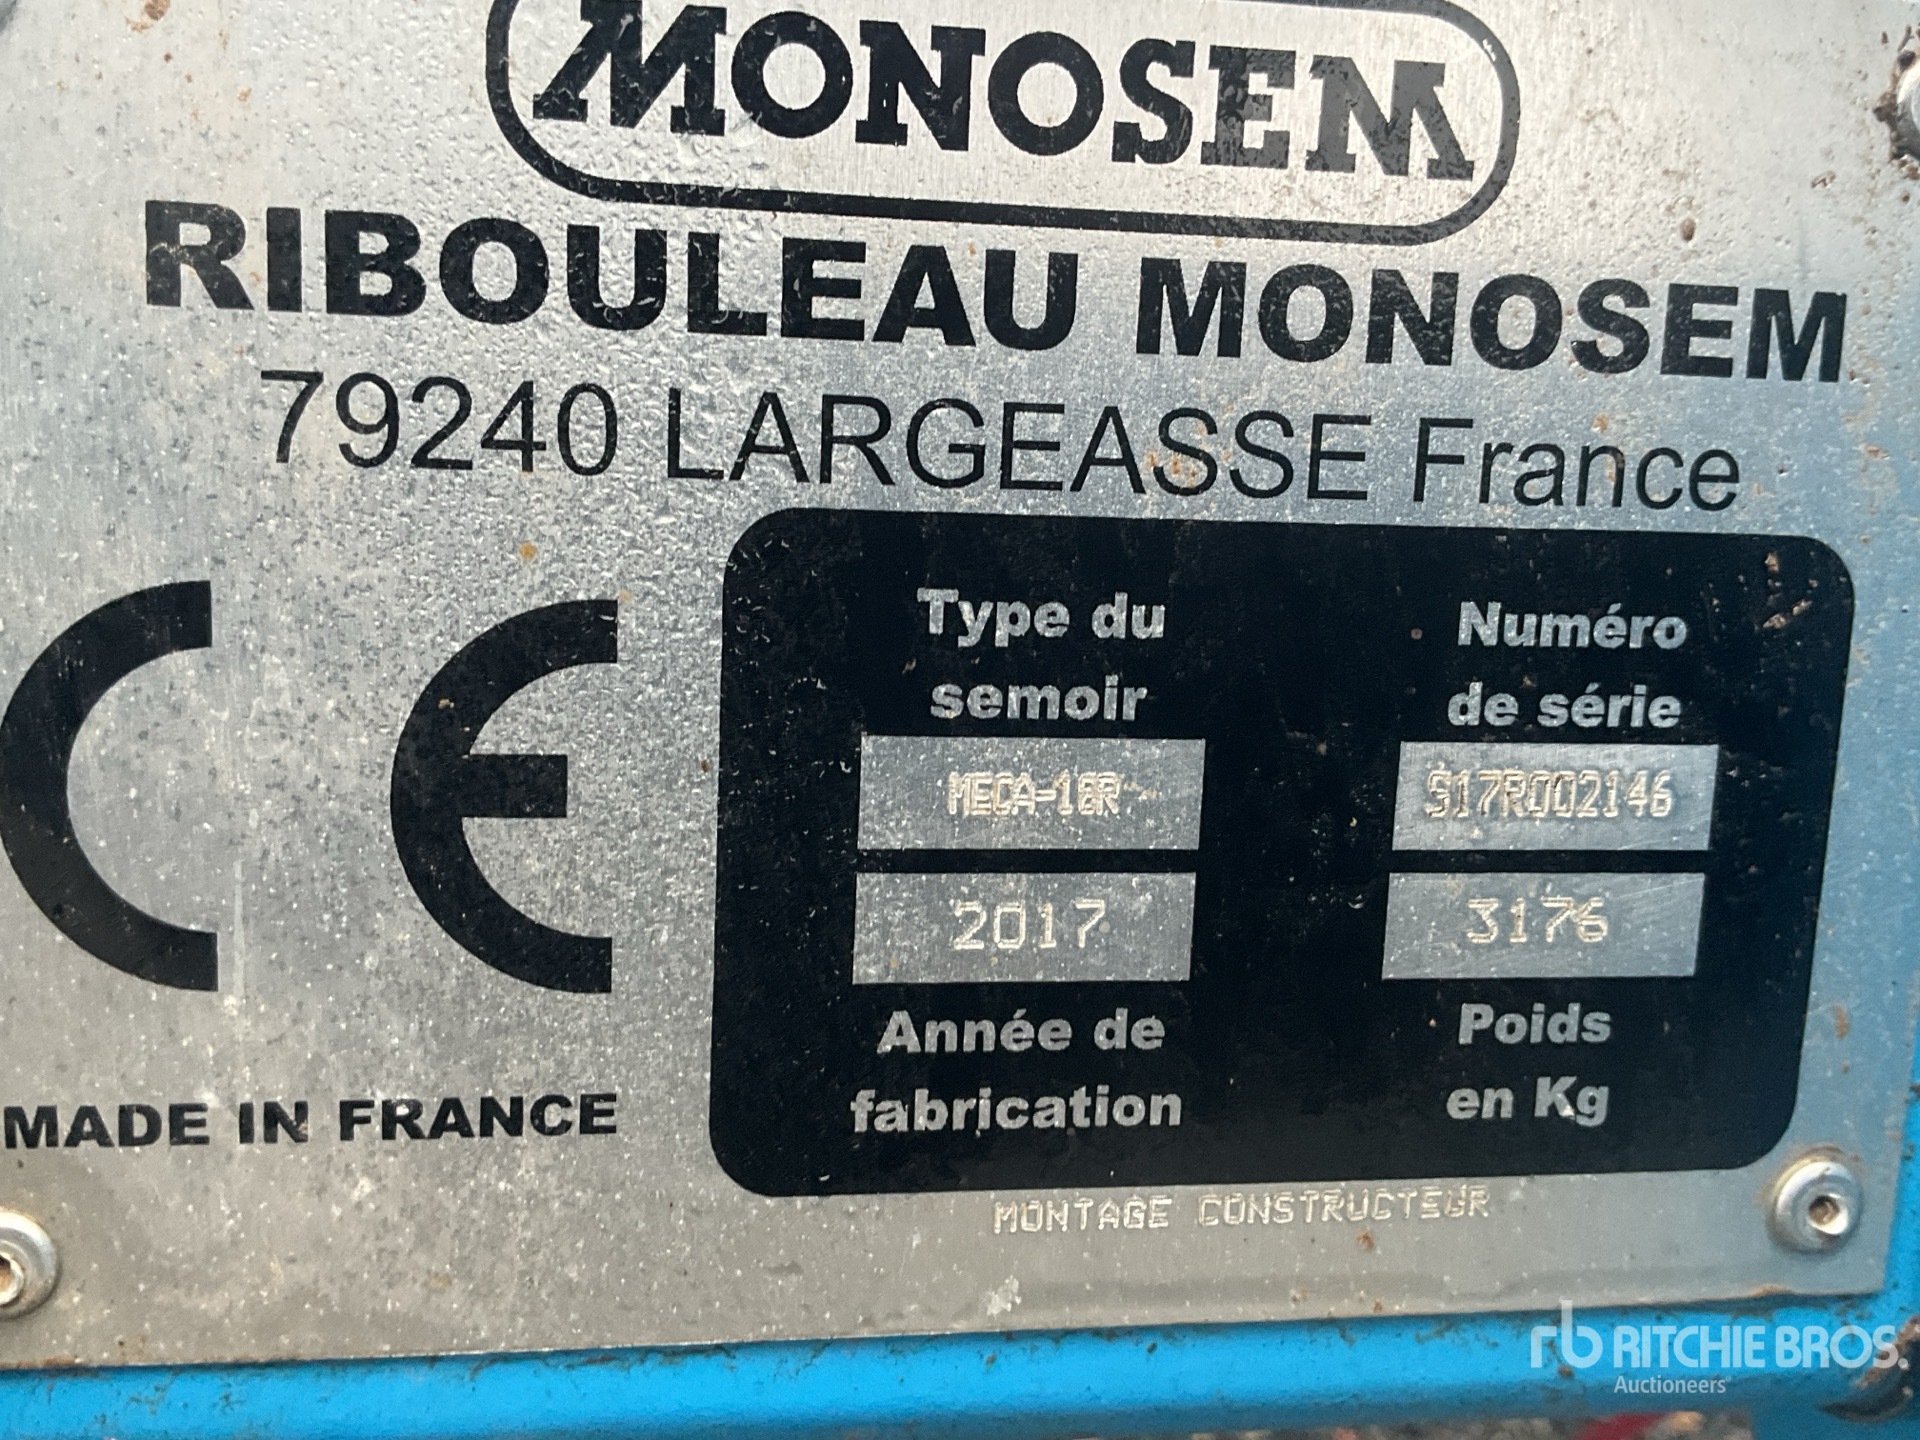 MONOSEM
RIBOULEAU MONOSEM
79240 LARGEASSE France
CE
MADE IN FRANCE
Type du
semoir
Numéro
de série
MECA-18R
S17R002146
2017
3176
Année de
fabrication
Poids
en Kg
MONTAGE CONSTRUCTEUR
rb RITCHIE BROS.
Auctioneers